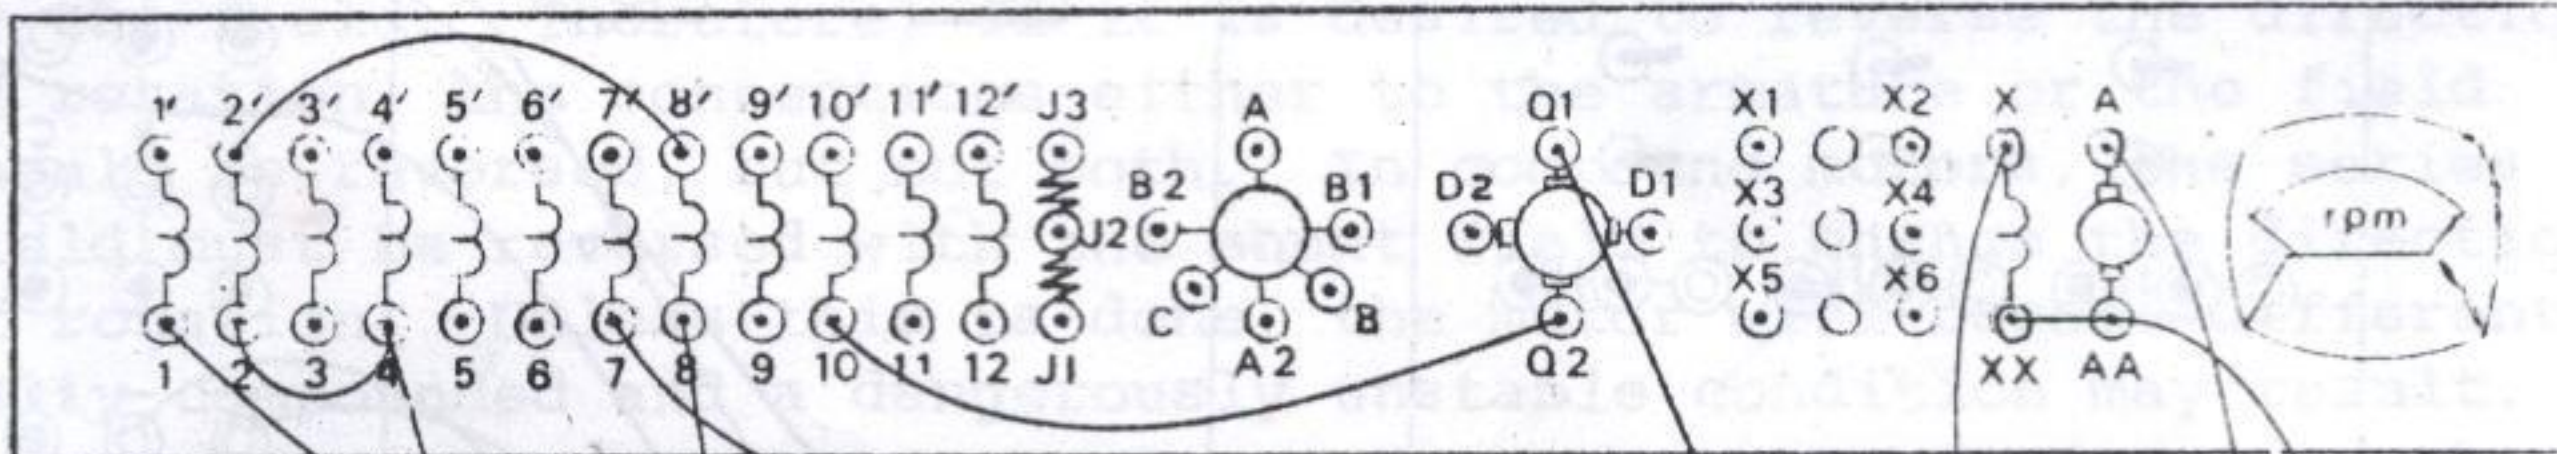 1' 2' 3' 4' 5' 6' 7' 8' 9' 10' 11' 12' J3 A Q1 X1 X2 X A
B2 B1 D2 D1 X3 X4
J2 rpm
C B X5 X6
1 2 3 4 5 6 7 8 9 10 11 12 J1 A2 Q2 XX AA